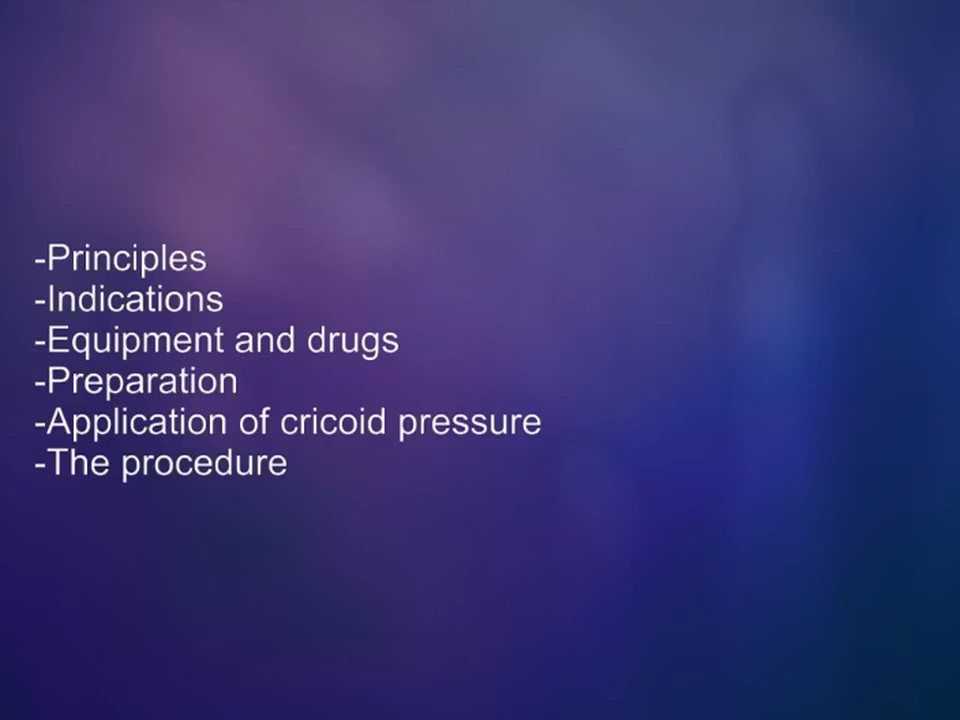 -Principles
-Indications
-Equipment and drugs
-Preparation
-Application of cricoid pressure
-The procedure